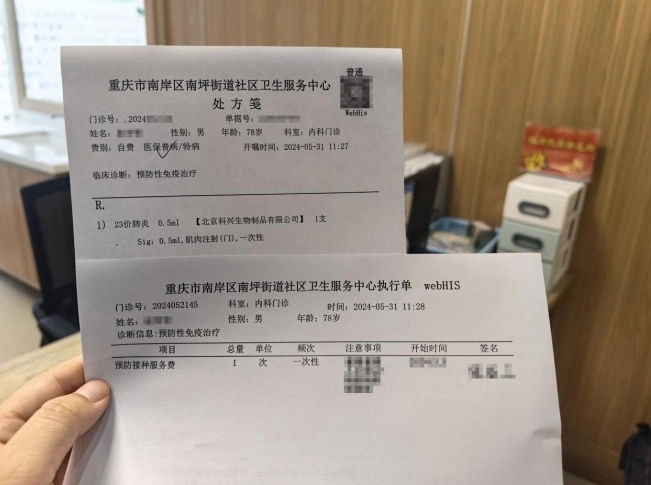 普通
重庆市南岸区南坪街道社区卫生服务中心
处方笺
WebHis
门诊号:.2024 单据号:
姓名: 性别:男 年龄:78岁 科室:内科门诊
费别:自费 医保普病/特病 开嘱时间:2024-05-31 11:27
临床诊断:预防性免疫治疗
R.
1) 23价肺炎 0.5ml 【北京科兴生物制品有限公司】 1支
. Sig:0.5ml,肌肉注射(门),一次性
重庆市南岸区南坪街道社区卫生服务中心执行单 webHIS
门诊号:2024052145 科室:内科门诊 时间:2024-05-31 11:28
姓名: 性别:男 年龄:78岁
诊断信息:预防性免疫治疗
项目 总量 单位 频次 注意事项 开始时间 签名
预防接种服务费 1 次 一次性